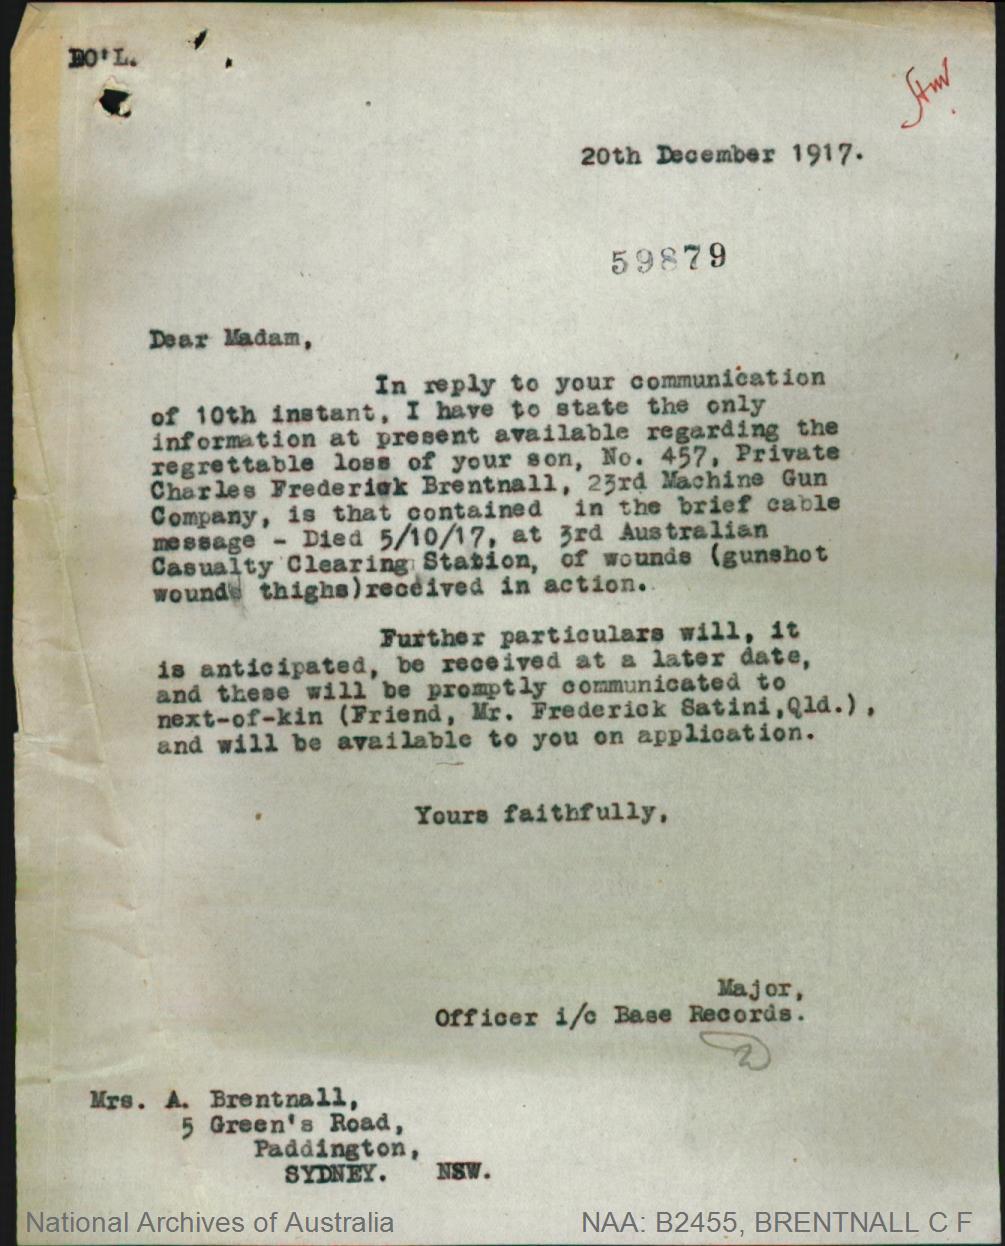 DO'L.
20th December 1917.
59879
Dear Madam,
In reply to your communication
of 10th instant, I have to state the only
information at present available regarding the
regrettable loss of your son, No. 457, Private
Charles Frederick Brentnall, 23rd Machine Gun
Company, is that contained in the brief cable
message - Died 5/10/17, at 3rd Australian
Casualty Clearing Station, of wounds (gunshot
wounds thighs)received in action.
Further particulars will, it
is anticipated, be received at a later date,
and these will be promptly communicated to
next-of-kin (Friend, Mr. Frederick Satini,Qld.),
and will be available to you on application.
Yours faithfully,
Major,
Officer i/c Base Records.
Mrs. A. Brentnall,
5 Green's Road,
Paddington,
SYDNEY. NSW.
National Archives of Australia NAA: B2455, BRENTNALL C F